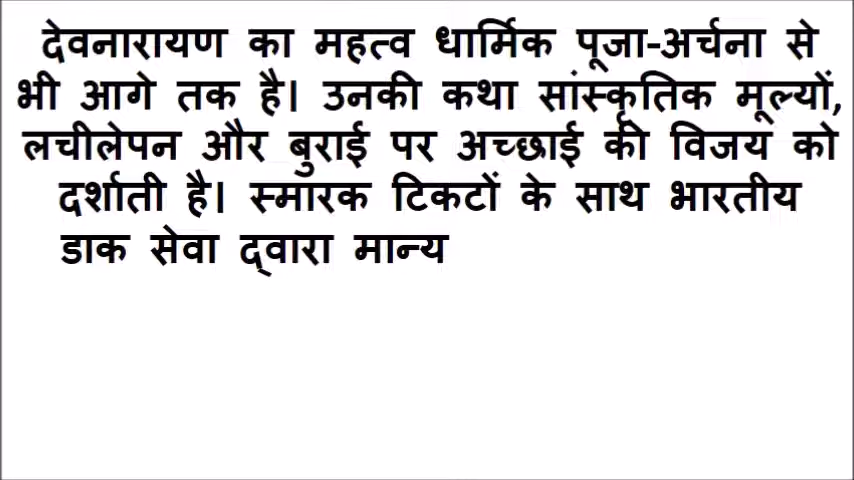 देवनारायण का महत्व धार्मिक पूजा-अर्चना से
भी आगे तक है। उनकी कथा सांस्कृतिक मूल्यों,
लचीलेपन और बुराई पर अच्छाई की विजय को
दर्शाती है। स्मारक टिकटों के साथ भारतीय
डाक सेवा द्वारा मान्य